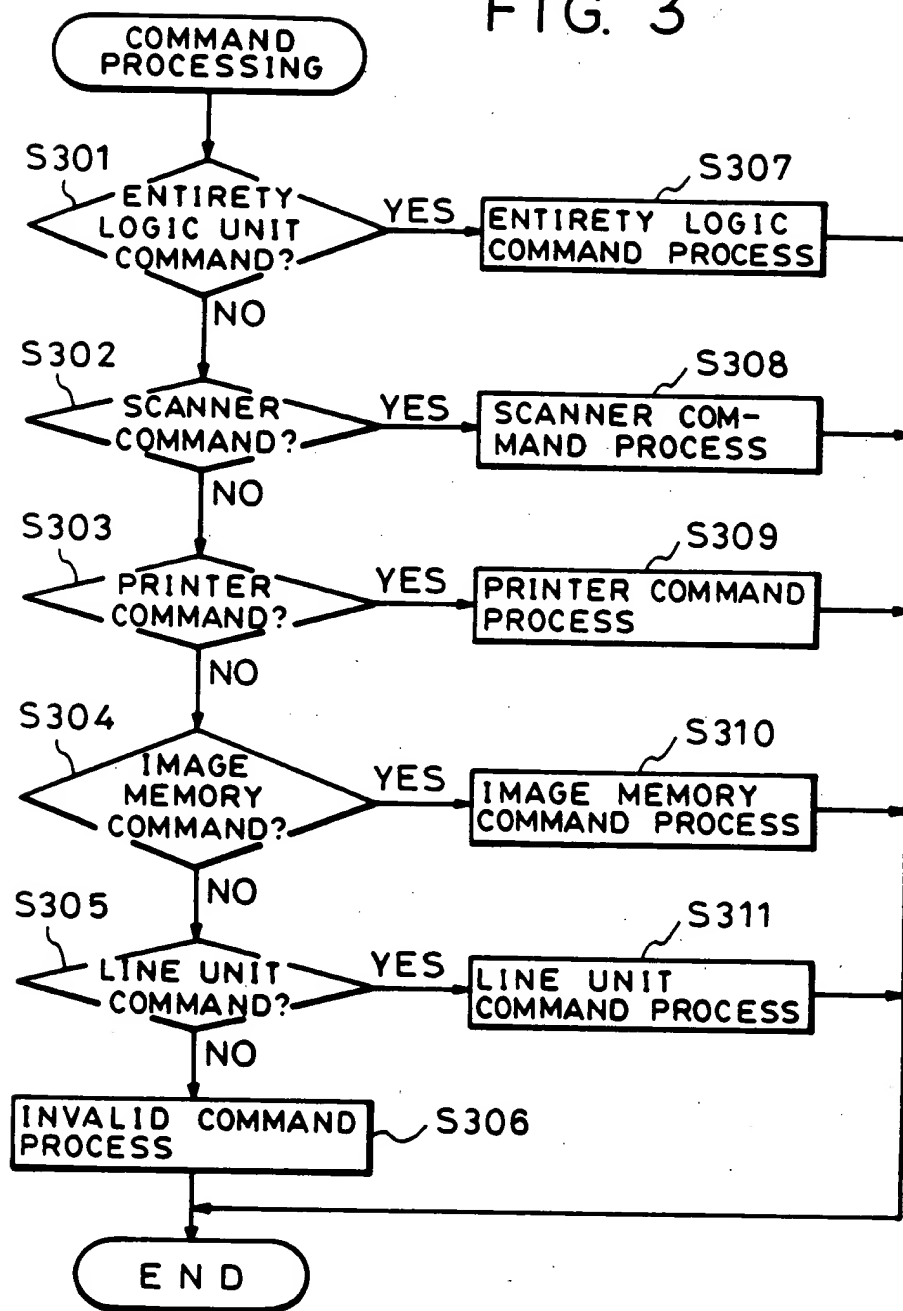 FIG. 3
COMMAND
PROCESSING
S301
ENTIRETY
LOGIC UNIT
COMMAND?
YES
NO
S307
ENTIRETY LOGIC
COMMAND PROCESS
S302
SCANNER
COMMAND?
YES
NO
S308
SCANNER COM-
MAND PROCESS
S303
PRINTER
COMMAND?
YES
NO
S309
PRINTER COMMAND
PROCESS
S304
IMAGE
MEMORY
COMMAND?
YES
NO
S310
IMAGE MEMORY
COMMAND PROCESS
S305
LINE UNIT
COMMAND?
YES
NO
S311
LINE UNIT
COMMAND PROCESS
INVALID COMMAND
PROCESS
S306
END